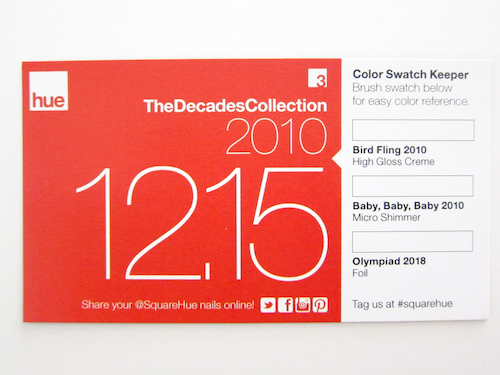 hue
3
TheDecadesCollection
2010
12.15
Share your @SquareHue nails online!
Color Swatch Keeper
Brush swatch below
for easy color reference.
Bird Fling 2010
High Gloss Creme
Baby, Baby, Baby 2010
Micro Shimmer
Olympiad 2018
Foil
Tag us at #squarehue